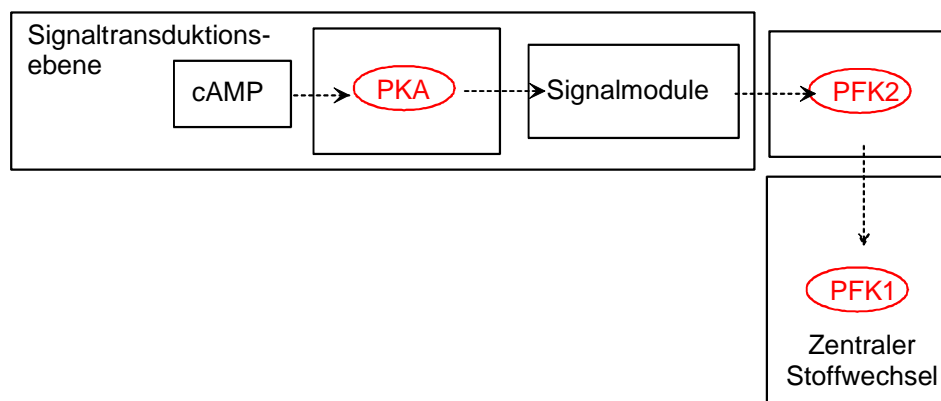 Signaltransduktions-
ebene
cAMP
PKA
Signalmodule
PFK2
PFK1
Zentraler
Stoffwechsel